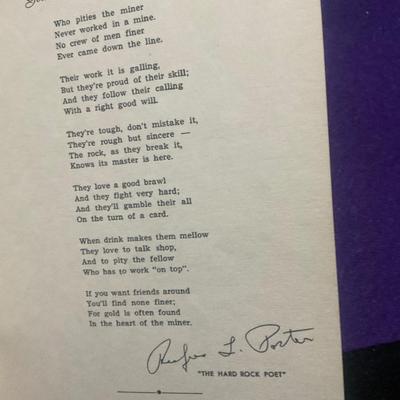 Who pities the miner
Never worked in a mine.
No crew of men finer
Ever came down the line.
Their work it is galling,
But they're proud of their skill;
And they follow their calling
With a right good will.
They're tough, don't mistake it,
They're rough but sincere —
The rock, as they break it,
Knows its master is here.
They love a good brawl
And they fight very hard;
And they'll gamble their all
On the turn of a card.
When drink makes them mellow
They love to talk shop,
And to pity the fellow
Who has to work "on top".
If you want friends around
You'll find none finer;
For gold is often found
In the heart of the miner.
Rufus L. Porter
"THE HARD ROCK POET"